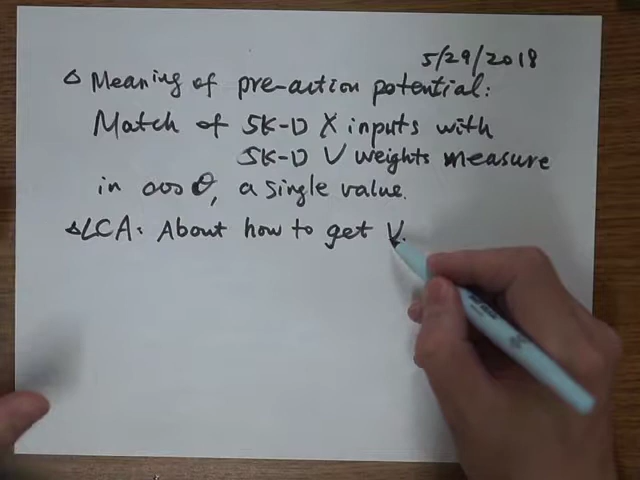 5/29/2018
Δ Meaning of pre-action potential:
Match of 5K-D X inputs with
5K-D V weights measure
in cos θ, a single value.
Δ LCA: About how to get V.